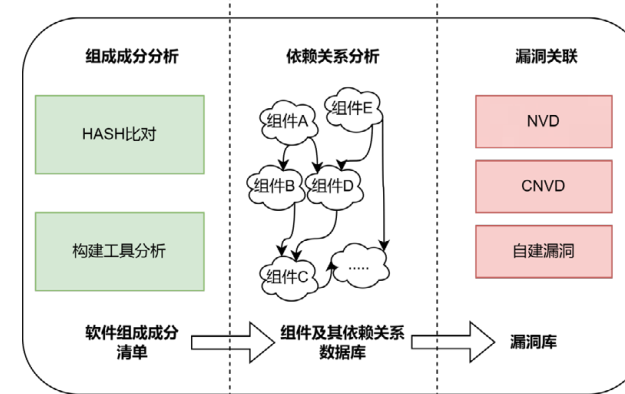 组成成分分析
依赖关系分析
漏洞关联
HASH比对
构建工具分析
组件A
组件E
组件B
组件D
组件C
.....
NVD
CNVD
自建漏洞
软件组成成分
清单
组件及其依赖关系
数据库
漏洞库